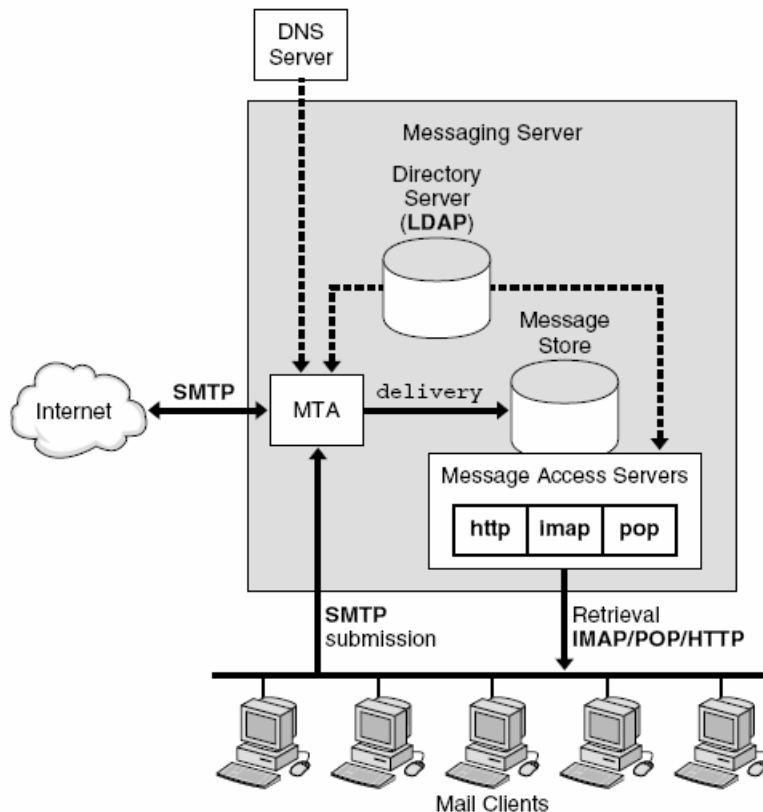 DNS
Server
Messaging Server
Directory
Server
(LDAP)
Message
Store
Internet
SMTP
MTA
delivery
Message Access Servers
http
imap
pop
SMTP
submission
Retrieval
IMAP/POP/HTTP
Mail Clients